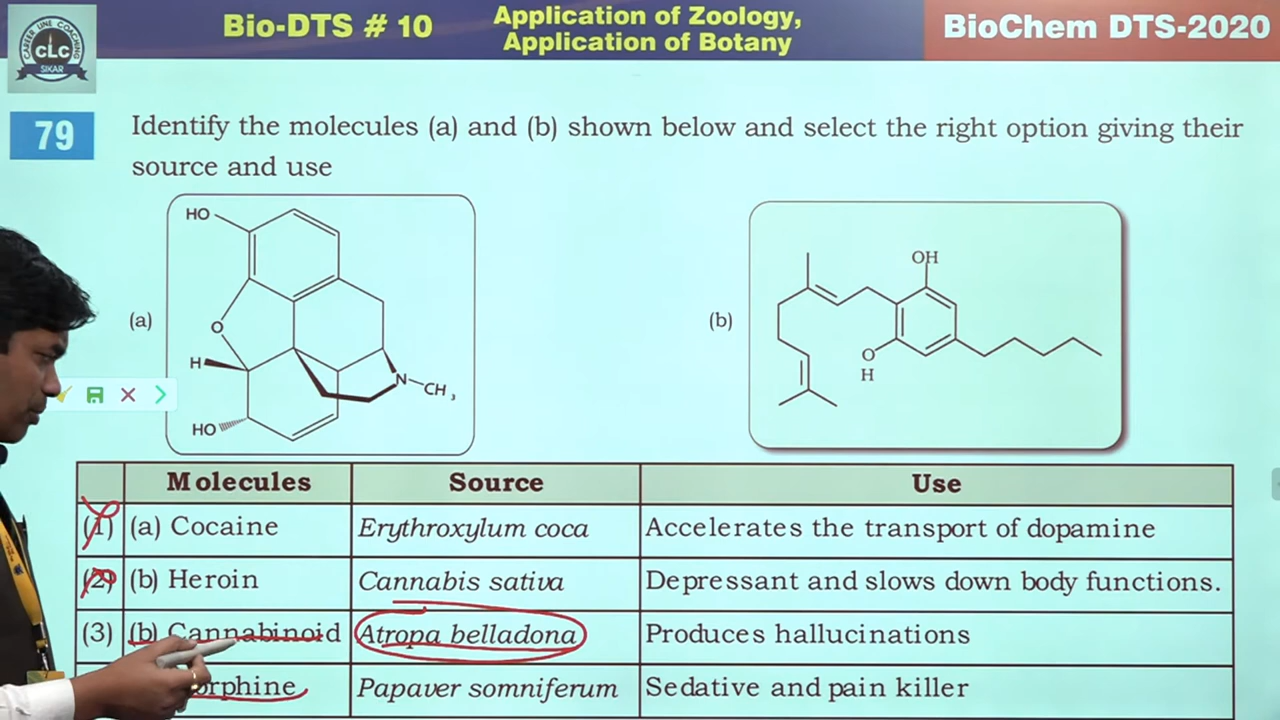 CAREER LINE COACHING
CLC
SIKAR
Bio-DTS # 10
Application of Zoology,
Application of Botany
BioChem DTS-2020
79
Identify the molecules (a) and (b) shown below and select the right option giving their
source and use
(a)
HO
O
H
HO
N
CH3
(b)
OH
O
H
Molecules Source Use
(1) (a) Cocaine Erythroxylum coca Accelerates the transport of dopamine
(2) (b) Heroin Cannabis sativa Depressant and slows down body functions.
(3) (b) Cannabinoid Atropa belladona Produces hallucinations
orphine Papaver somniferum Sedative and pain killer